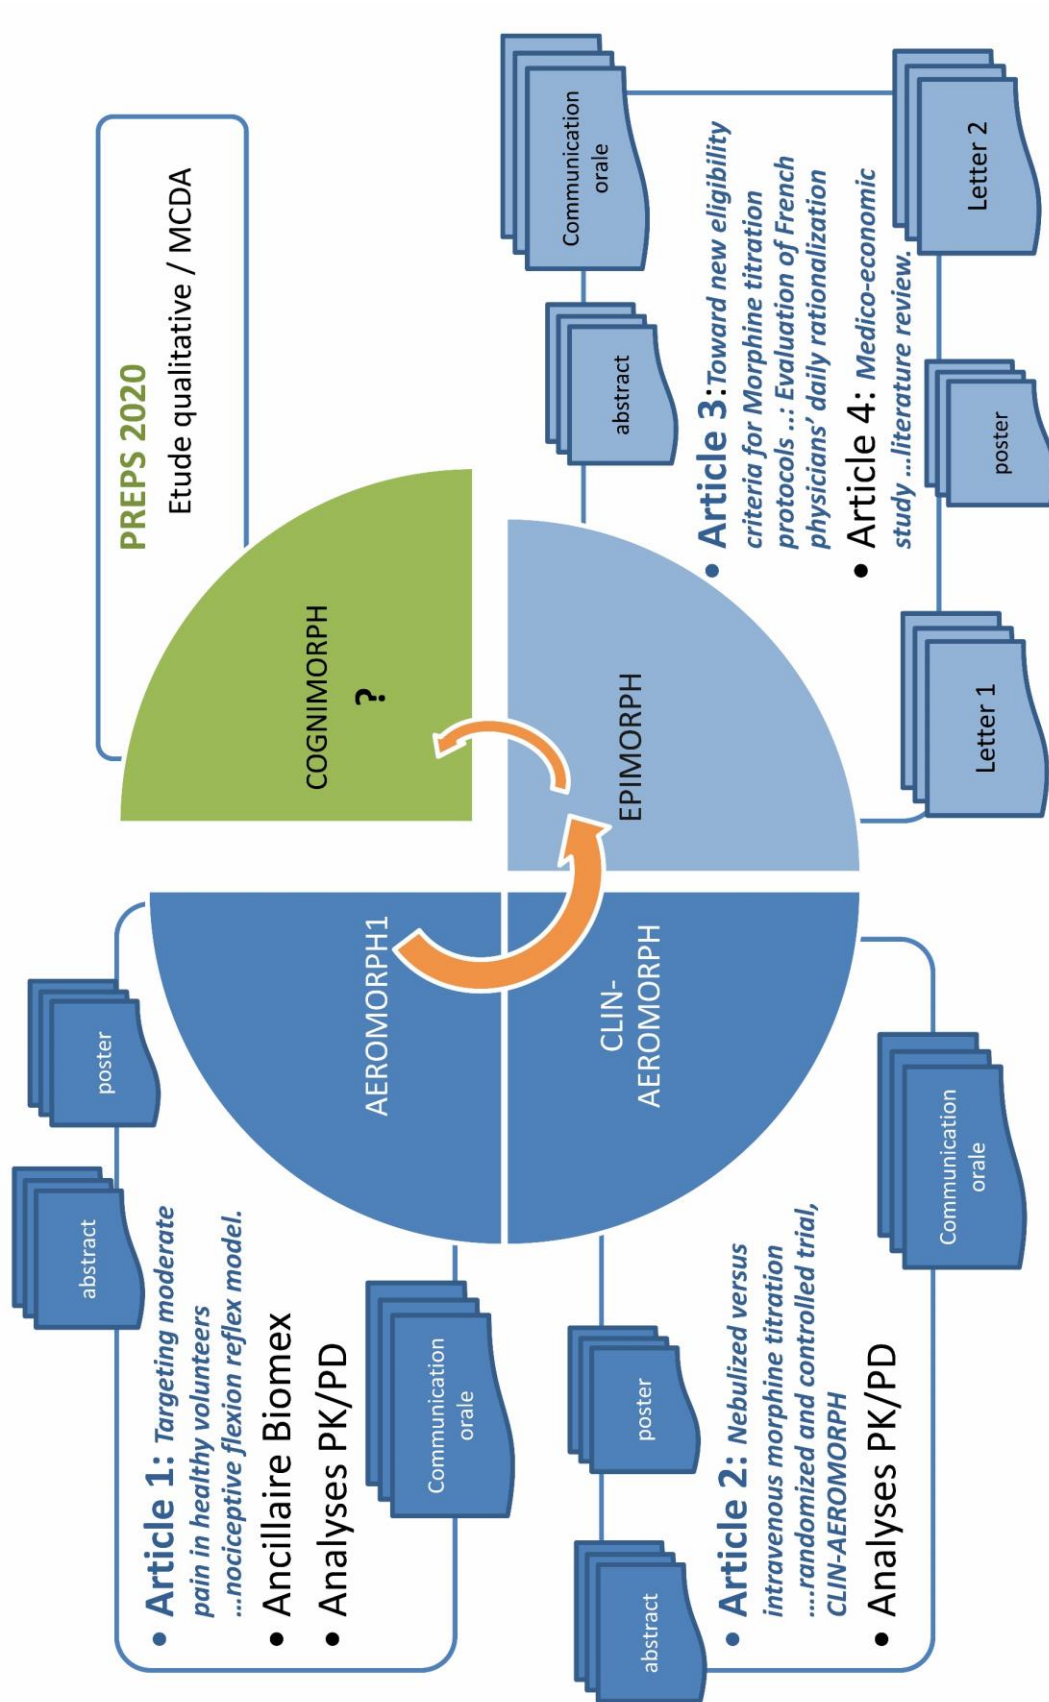 abstract
poster
• Article 1: Targeting moderate
pain in healthy volunteers
...nociceptive flexion reflex model.
• Ancillaire Biomex
• Analyses PK/PD
Communication
orale
AEROMORPH1
PREPS 2020
Etude qualitative / MCDA
COGNIMORPH
?
CLIN-
AEROMORPH
EPIMORPH
abstract
poster
• Article 2: Nebulized versus
intravenous morphine titration
....randomized and controlled trial,
CLIN-AEROMORPH
• Analyses PK/PD
Communication
orale
abstract
Communication
orale
• Article 3:Toward new eligibility
criteria for Morphine titration
protocols ..: Evaluation of French
physicians’ daily rationalization
• Article 4: Medico-economic
study ...literature review.
Letter 1
poster
Letter 2